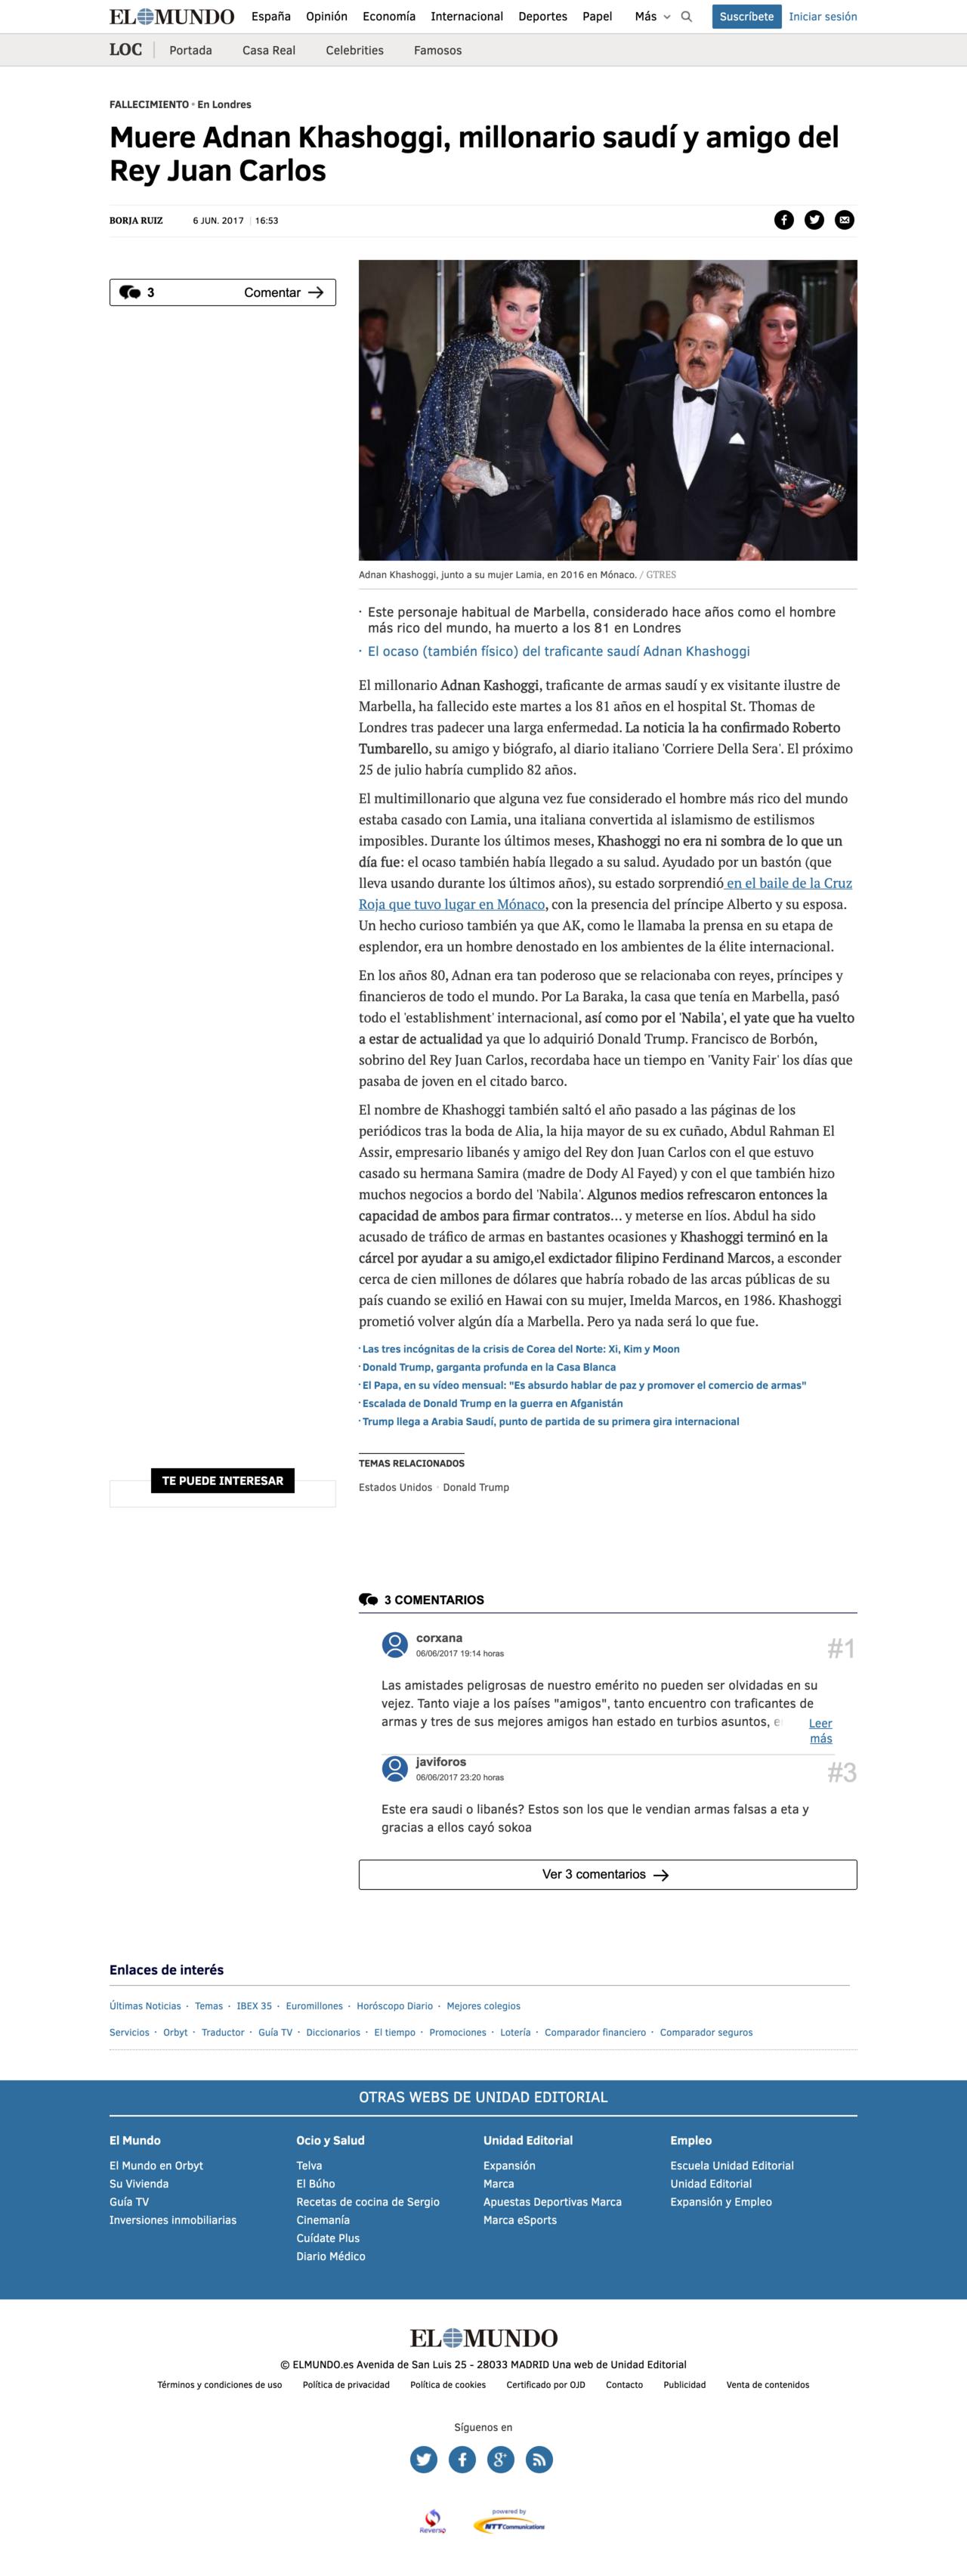 EL MUNDO España Opinión Economía Internacional Deportes Papel Más Suscríbete Iniciar sesión
LOC Portada Casa Real Celebrities Famosos
FALLECIMIENTO • En Londres
Muere Adnan Khashoggi, millonario saudí y amigo del
Rey Juan Carlos
BORJA RUIZ 6 JUN. 2017 | 16:53
3 Comentar →
Adnan Khashoggi, junto a su mujer Lamia, en 2016 en Mónaco. / GTRES
· Este personaje habitual de Marbella, considerado hace años como el hombre
más rico del mundo, ha muerto a los 81 en Londres
· El ocaso (también físico) del traficante saudí Adnan Khashoggi
El millonario Adnan Kashoggi, traficante de armas saudí y ex visitante ilustre de
Marbella, ha fallecido este martes a los 81 años en el hospital St. Thomas de
Londres tras padecer una larga enfermedad. La noticia la ha confirmado Roberto
Tumbarello, su amigo y biógrafo, al diario italiano 'Corriere Della Sera'. El próximo
25 de julio habría cumplido 82 años.
El multimillonario que alguna vez fue considerado el hombre más rico del mundo
estaba casado con Lamia, una italiana convertida al islamismo de estilismos
imposibles. Durante los últimos meses, Khashoggi no era ni sombra de lo que un
día fue: el ocaso también había llegado a su salud. Ayudado por un bastón (que
lleva usando durante los últimos años), su estado sorprendió en el baile de la Cruz
Roja que tuvo lugar en Mónaco, con la presencia del príncipe Alberto y su esposa.
Un hecho curioso también ya que AK, como le llamaba la prensa en su etapa de
esplendor, era un hombre denostado en los ambientes de la élite internacional.
En los años 80, Adnan era tan poderoso que se relacionaba con reyes, príncipes y
financieros de todo el mundo. Por La Baraka, la casa que tenía en Marbella, pasó
todo el 'establishment' internacional, así como por el 'Nabila', el yate que ha vuelto
a estar de actualidad ya que lo adquirió Donald Trump. Francisco de Borbón,
sobrino del Rey Juan Carlos, recordaba hace un tiempo en 'Vanity Fair' los días que
pasaba de joven en el citado barco.
El nombre de Khashoggi también saltó el año pasado a las páginas de los
periódicos tras la boda de Alia, la hija mayor de su ex cuñado, Abdul Rahman El
Assir, empresario libanés y amigo del Rey don Juan Carlos con el que estuvo
casado su hermana Samira (madre de Dody Al Fayed) y con el que también hizo
muchos negocios a bordo del 'Nabila'. Algunos medios refrescaron entonces la
capacidad de ambos para firmar contratos... y meterse en líos. Abdul ha sido
acusado de tráfico de armas en bastantes ocasiones y Khashoggi terminó en la
cárcel por ayudar a su amigo,el exdictador filipino Ferdinand Marcos, a esconder
cerca de cien millones de dólares que habría robado de las arcas públicas de su
país cuando se exilió en Hawai con su mujer, Imelda Marcos, en 1986. Khashoggi
prometió volver algún día a Marbella. Pero ya nada será lo que fue.
· Las tres incógnitas de la crisis de Corea del Norte: Xi, Kim y Moon
· Donald Trump, garganta profunda en la Casa Blanca
· El Papa, en su vídeo mensual: "Es absurdo hablar de paz y promover el comercio de armas"
· Escalada de Donald Trump en la guerra en Afganistán
· Trump llega a Arabia Saudí, punto de partida de su primera gira internacional
TEMAS RELACIONADOS
TE PUEDE INTERESAR
Estados Unidos · Donald Trump
3 COMENTARIOS
corxana #1
06/06/2017 19:14 horas
Las amistades peligrosas de nuestro emérito no pueden ser olvidadas en su
vejez. Tanto viaje a los países "amigos", tanto encuentro con traficantes de
armas y tres de sus mejores amigos han estado en turbios asuntos, e Leer
más
javiforos #3
06/06/2017 23:20 horas
Este era saudi o libanés? Estos son los que le vendian armas falsas a eta y
gracias a ellos cayó sokoa
Ver 3 comentarios →
Enlaces de interés
Últimas Noticias · Temas · IBEX 35 · Euromillones · Horóscopo Diario · Mejores colegios
Servicios · Orbyt · Traductor · Guía TV · Diccionarios · El tiempo · Promociones · Lotería · Comparador financiero · Comparador seguros
OTRAS WEBS DE UNIDAD EDITORIAL
El Mundo Ocio y Salud Unidad Editorial Empleo
El Mundo en Orbyt Telva Expansión Escuela Unidad Editorial
Su Vivienda El Búho Marca Unidad Editorial
Guía TV Recetas de cocina de Sergio Apuestas Deportivas Marca Expansión y Empleo
Inversiones inmobiliarias Cinemanía Marca eSports
Cuídate Plus
Diario Médico
EL MUNDO
© ELMUNDO.es Avenida de San Luis 25 - 28033 MADRID Una web de Unidad Editorial
Términos y condiciones de uso Política de privacidad Política de cookies Certificado por OJD Contacto Publicidad Venta de contenidos
Síguenos en
powered by
Reverso NTT Communications